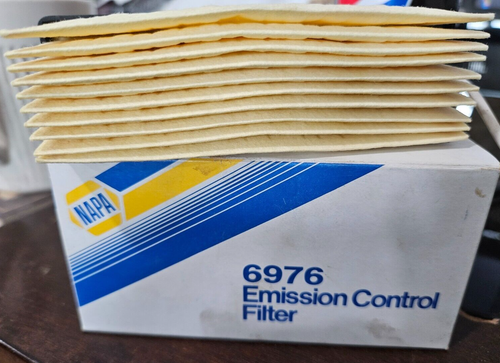 NAPA
6976
Emission Control
Filter